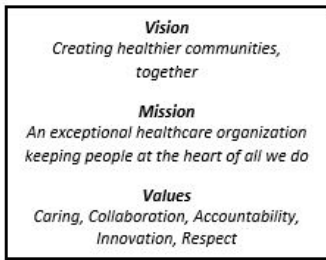 Vision
Creating healthier communities,
together
Mission
An exceptional healthcare organization
keeping people at the heart of all we do
Values
Caring, Collaboration, Accountability,
Innovation, Respect